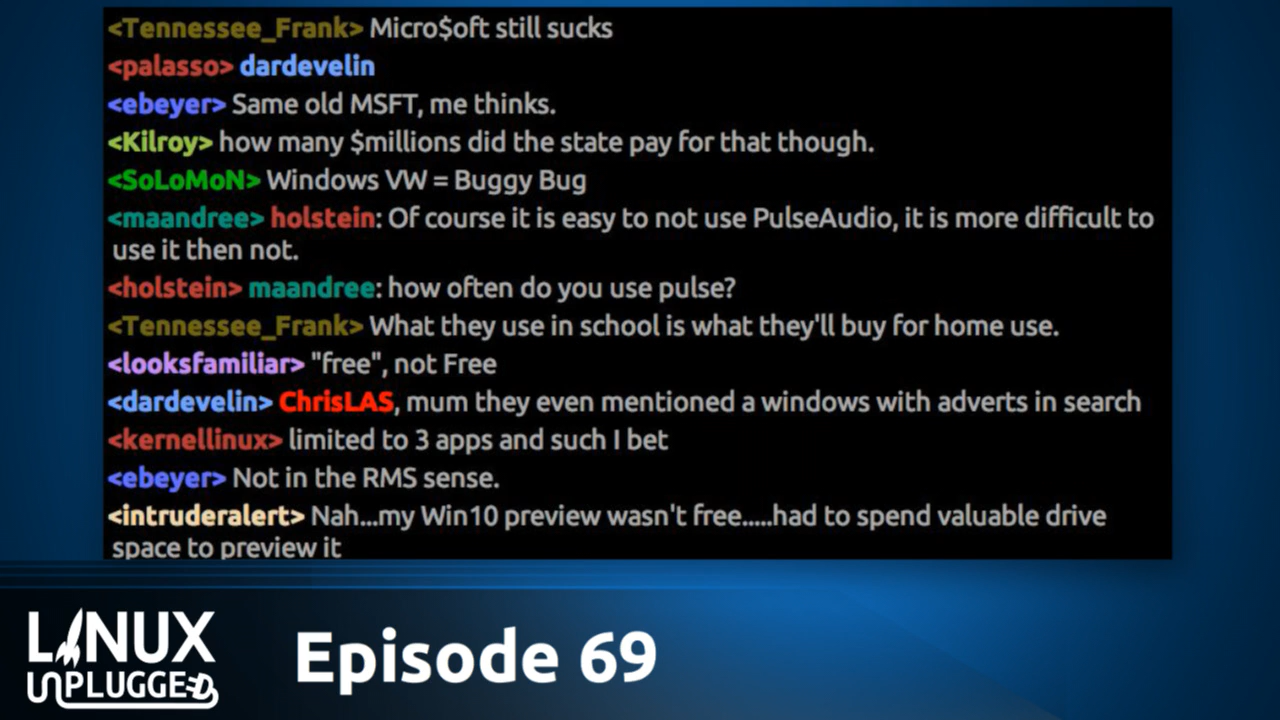 <Tennessee_Frank> Micro$oft still sucks
<palasso> dardevelin
<ebeyer> Same old MSFT, me thinks.
<Kilroy> how many $millions did the state pay for that though.
<SoLoMoN> Windows VW = Buggy Bug
<maandree> holstein: Of course it is easy to not use PulseAudio, it is more difficult to
use it then not.
<holstein> maandree: how often do you use pulse?
<Tennessee_Frank> What they use in school is what they'll buy for home use.
<looksfamiliar> "free", not Free
<dardevelin> ChrisLAS, mum they even mentioned a windows with adverts in search
<kernellinux> limited to 3 apps and such I bet
<ebeyer> Not in the RMS sense.
<intruderalert> Nah...my Win10 preview wasn't free.....had to spend valuable drive
space to preview it
LINUX
UNPLUGGED
Episode 69